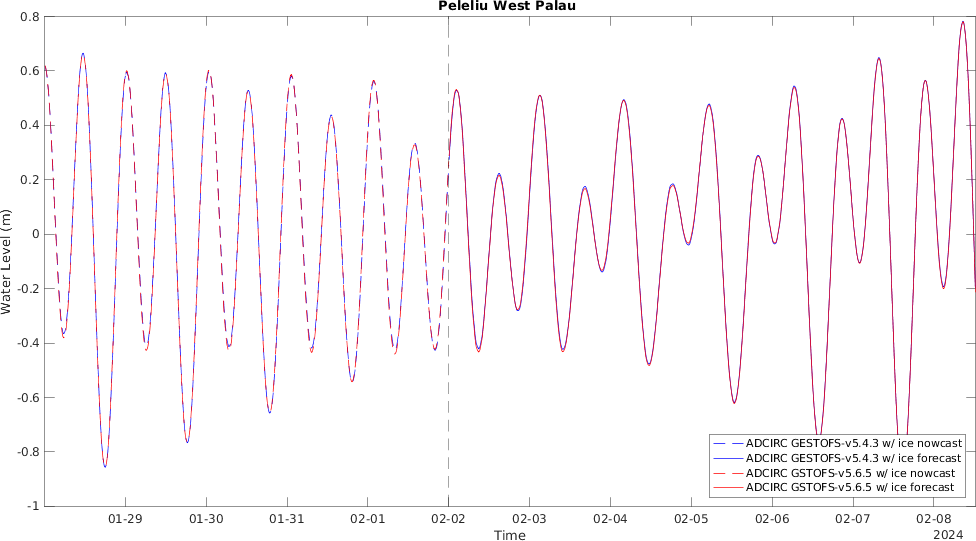 Peleliu West Palau
0.8
0.6
0.4
0.2
0
-0.2
-0.4
-0.6
-0.8
-1
Water Level (m)
01-29 01-30 01-31 02-01 02-02 02-03 02-04 02-05 02-06 02-07 02-08
Time
2024
ADCIRC GESTOFS-v5.4.3 w/ ice nowcast
ADCIRC GESTOFS-v5.4.3 w/ ice forecast
ADCIRC GSTOFS-v5.6.5 w/ ice nowcast
ADCIRC GSTOFS-v5.6.5 w/ ice forecast